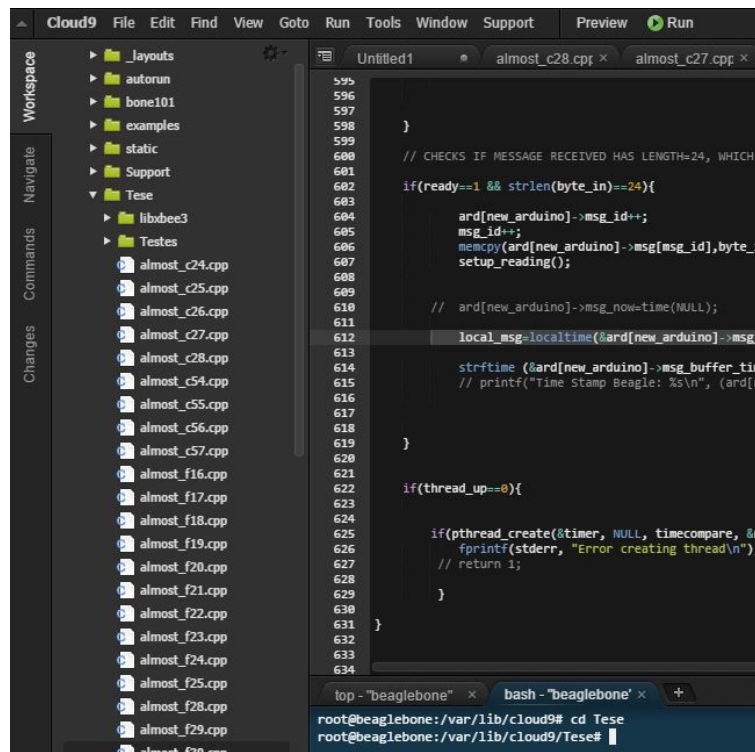 Cloud9 File Edit Find View Goto Run Tools Window Support Preview Run
Workspace
Navigate
Commands
Changes
_layouts
autorun
bone101
examples
static
Support
Tese
libxbee3
Testes
almost_c24.cpp
almost_c25.cpp
almost_c26.cpp
almost_c27.cpp
almost_c28.cpp
almost_c54.cpp
almost_c55.cpp
almost_c56.cpp
almost_c57.cpp
almost_f16.cpp
almost_f17.cpp
almost_f18.cpp
almost_f19.cpp
almost_f20.cpp
almost_f21.cpp
almost_f22.cpp
almost_f23.cpp
almost_f24.cpp
almost_f25.cpp
almost_f28.cpp
almost_f29.cpp
almost_f30.cpp
Untitled1 almost_c28.cpp × almost_c27.cpp ×
595
596
597
598 }
599
600 // CHECKS IF MESSAGE RECEIVED HAS LENGTH=24, WHICH
601
602 if(ready==1 && strlen(byte_in)==24){
603
604 ard[new_arduino]->msg_id++;
605 msg_id++;
606 memcpy(ard[new_arduino]->msg[msg_id],byte_
607 setup_reading();
608
609
610 // ard[new_arduino]->msg_now=time(NULL);
611
612 local_msg=localtime(&ard[new_arduino]->msg_
613
614 strftime (&ard[new_arduino]->msg_buffer_ti
615 // printf("Time Stamp Beagle: %s\n", (ard[
616
617
618
619 }
620
621
622 if(thread_up==0){
623
624
625 if(pthread_create(&timer, NULL, timecompare, &
626 fprintf(stderr, "Error creating thread\n")
627 // return 1;
628
629 }
630
631 }
632
633
634
top - "beaglebone" × bash - "beaglebone' × +
root@beaglebone:/var/lib/cloud9# cd Tese
root@beaglebone:/var/lib/cloud9/Tese#